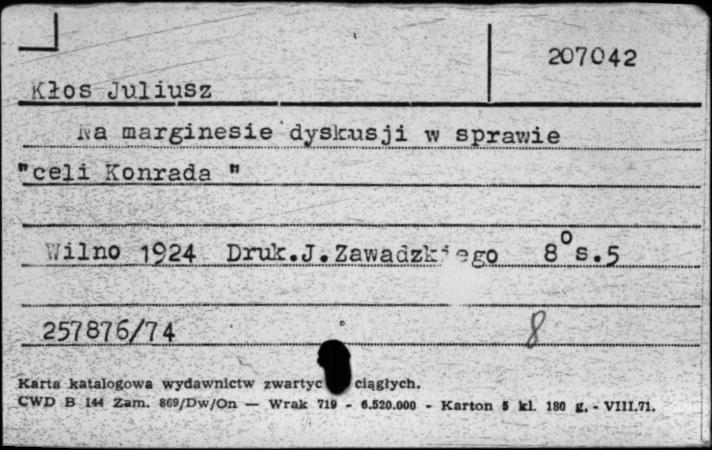 207042
Kłos Juliusz
Na marginesie dyskusji w sprawie
"celi Konrada "
Wilno 1924 Druk.J.Zawadzkiego 8° s.5
257876/74 8
Karta katalogowa wydawnictw zwartyc ciągłych.
CWD B 144 Zam. 869/Dw/On — Wrak 719 - 6.520.000 - Karton 5 kl. 180 g. - VIII.71.